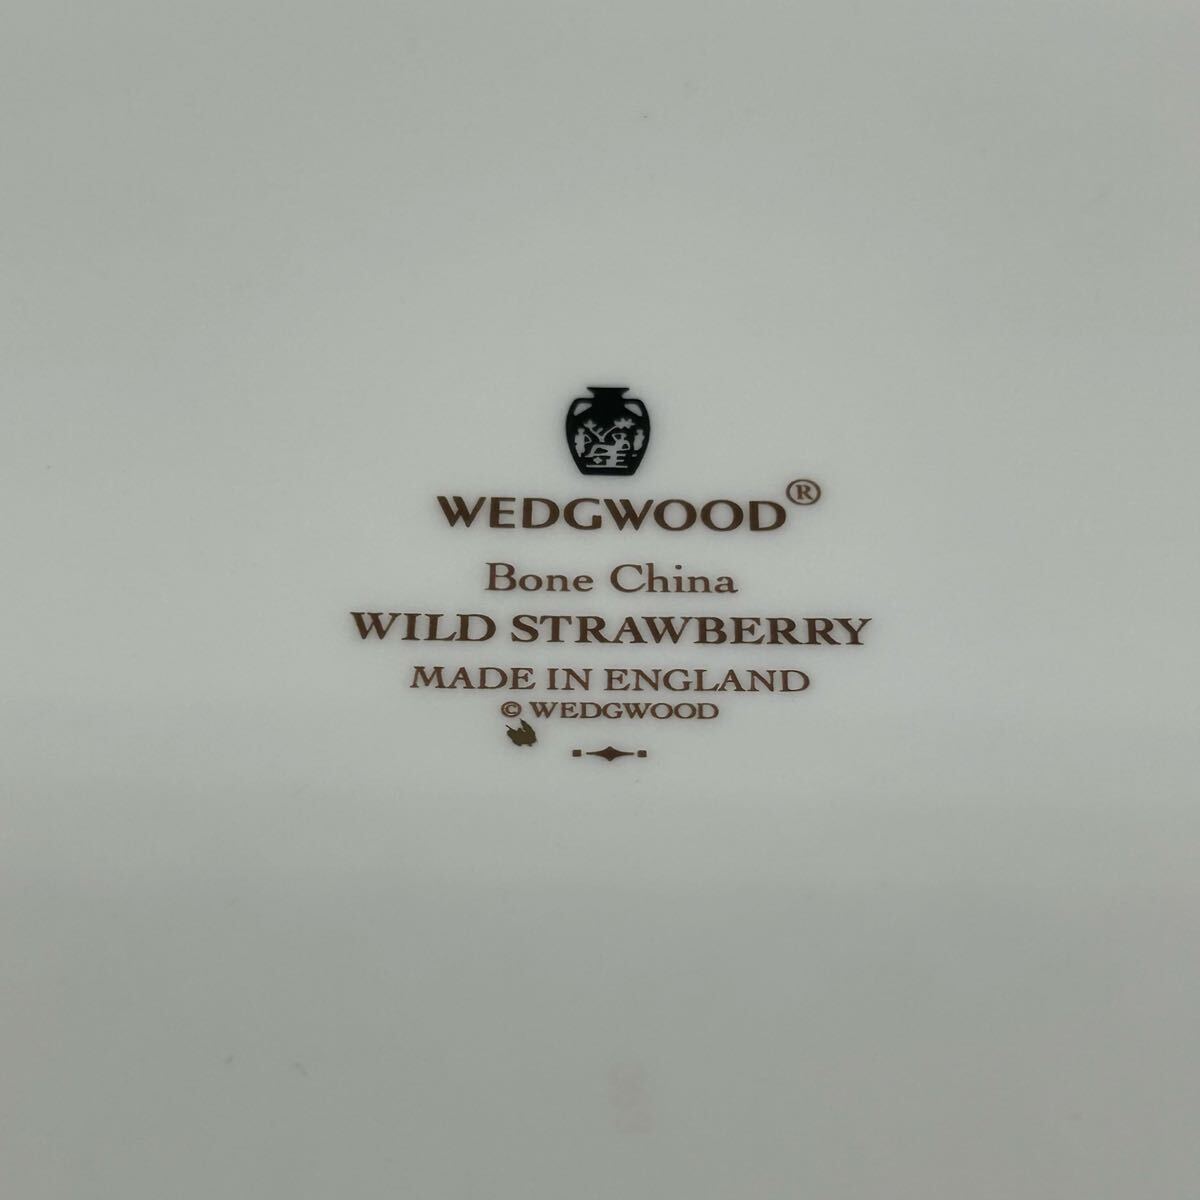 WEDGWOOD®
Bone China
WILD STRAWBERRY
MADE IN ENGLAND
© WEDGWOOD